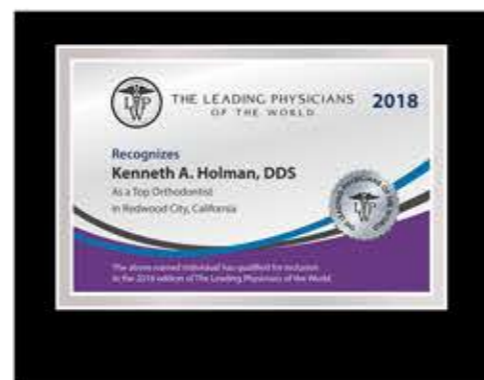 THE LEADING PHYSICIANS 2018
OF THE WORLD
Recognizes
Kenneth A. Holman, DDS
As a Top Orthodontist
in Redwood City, California
The above named individual has qualified for inclusion
in the 2018 edition of The Leading Physicians of the World